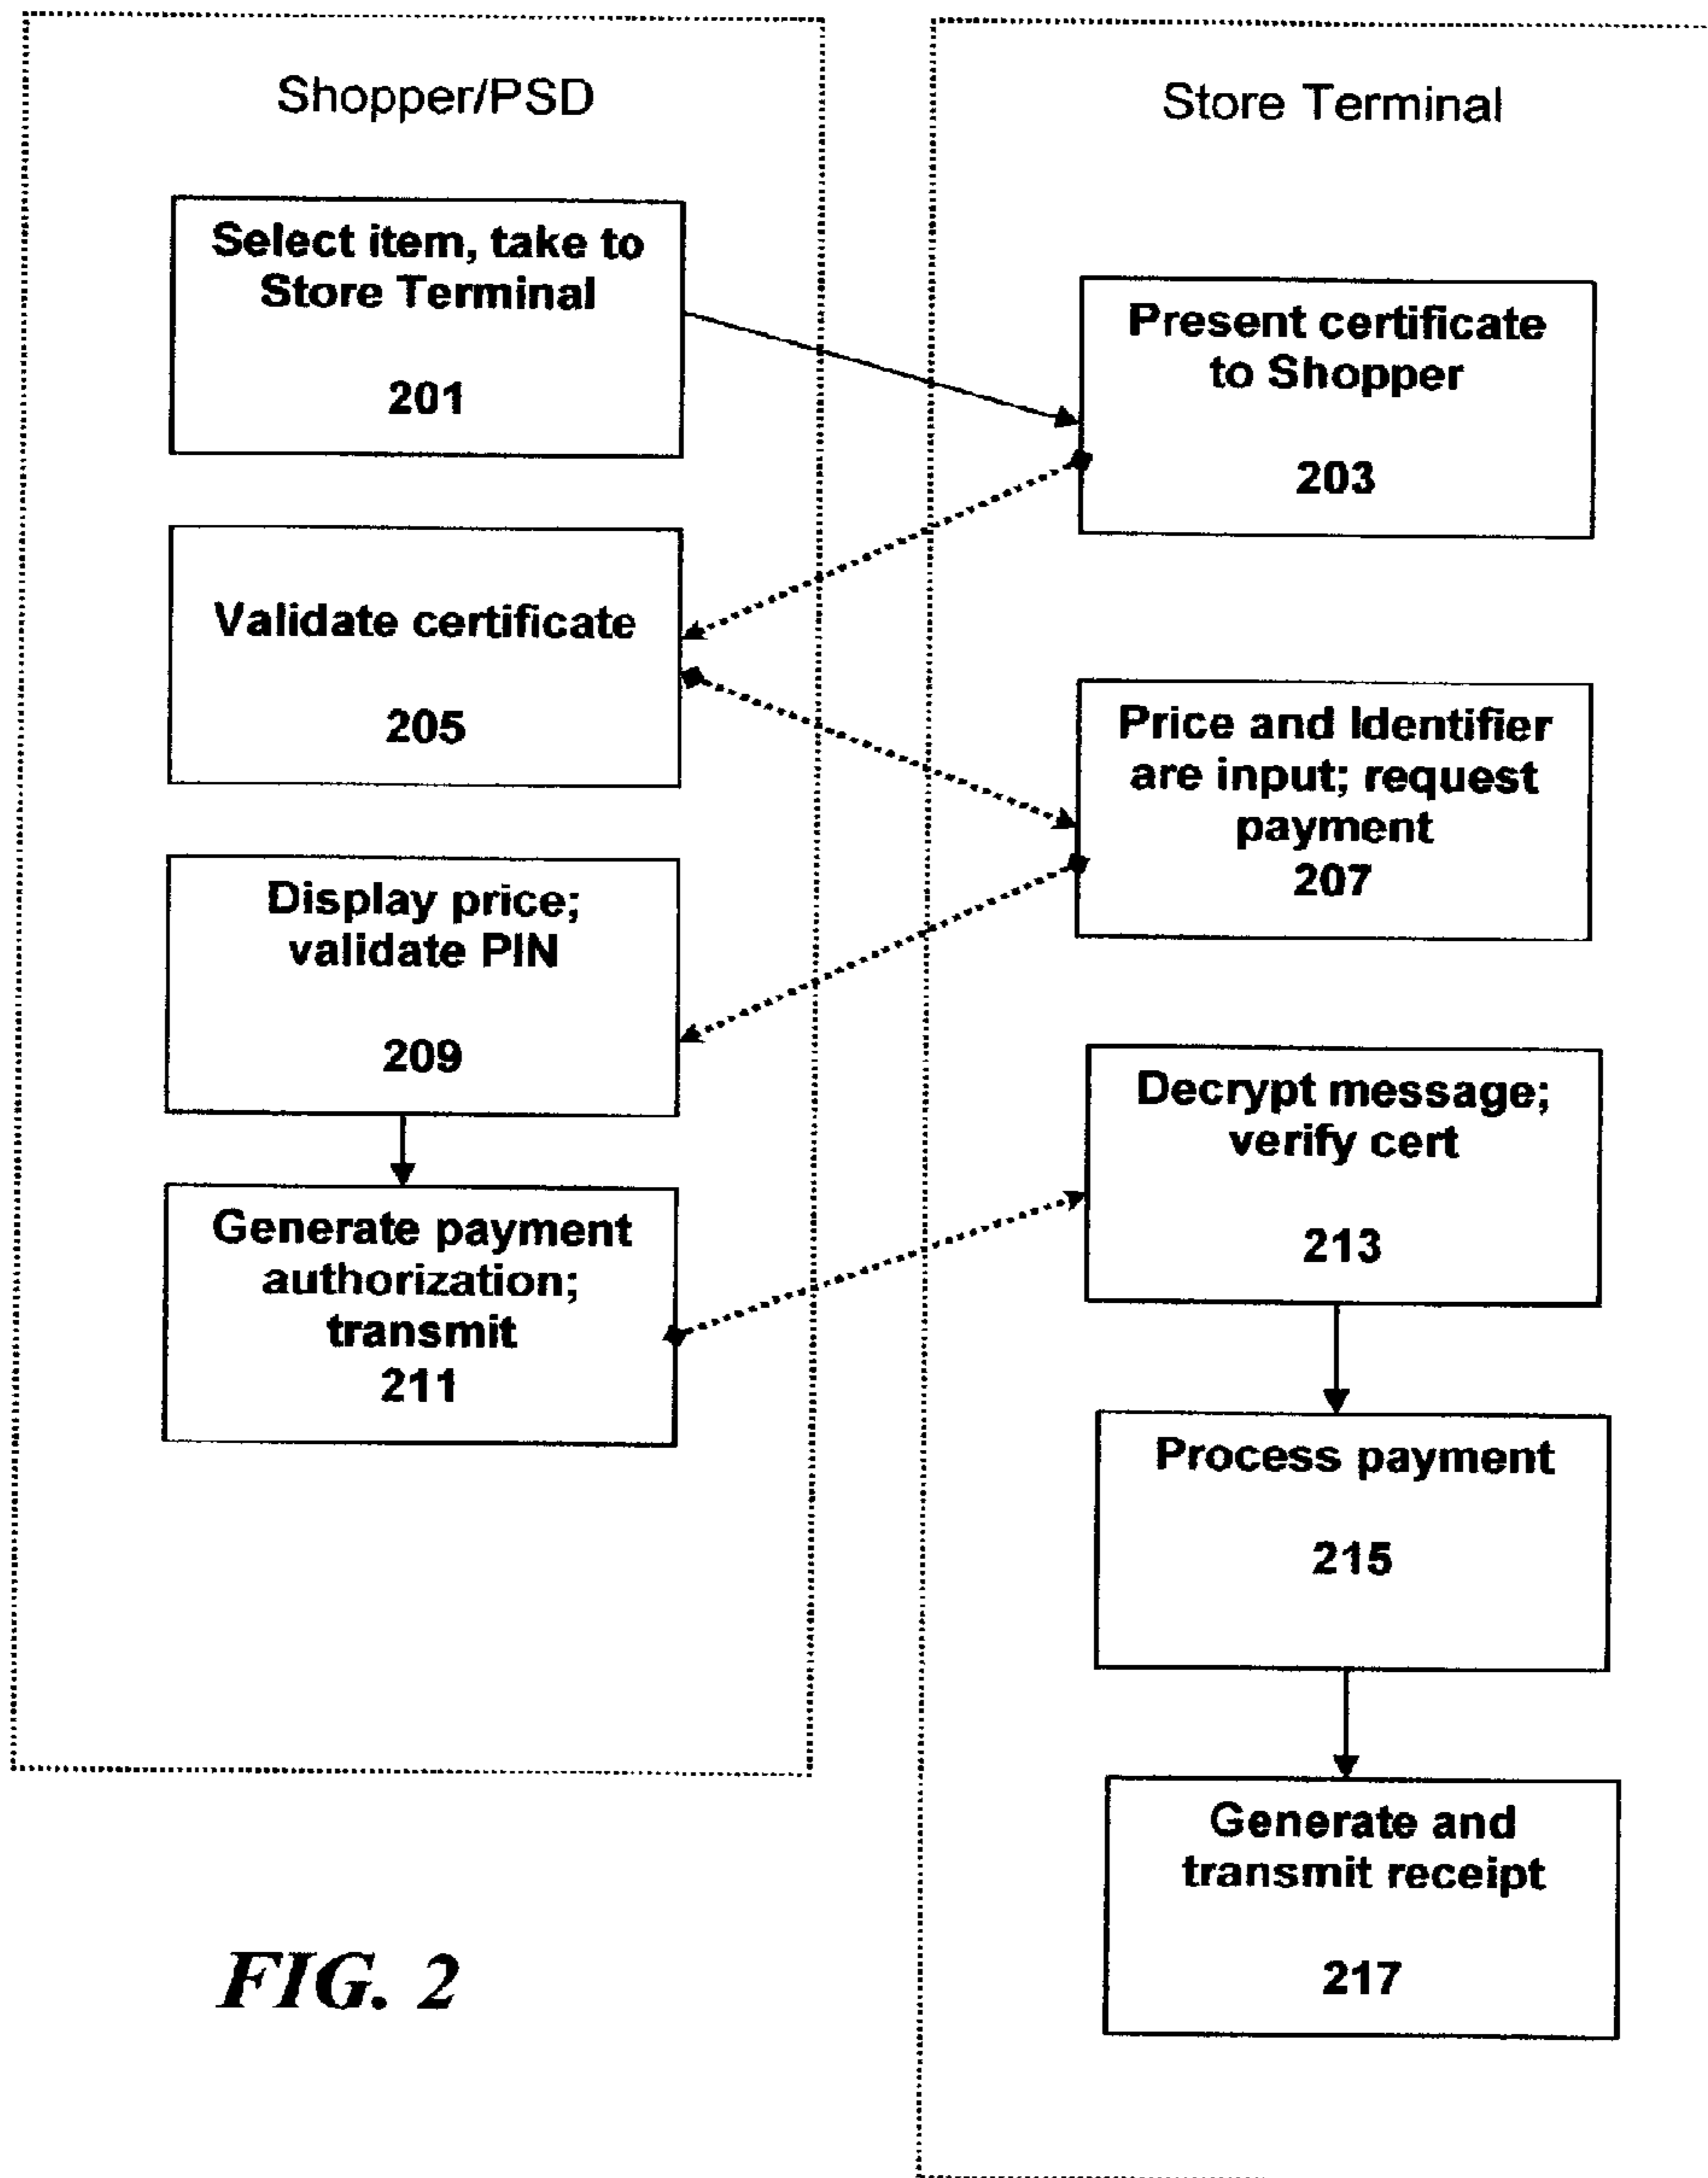 Shopper/PSD
Store Terminal
Select item, take to
Store Terminal
201
Present certificate
to Shopper
203
Validate certificate
205
Price and Identifier
are input; request
payment
207
Display price;
validate PIN
209
Decrypt message;
verify cert
213
Generate payment
authorization;
transmit
211
Process payment
215
Generate and
transmit receipt
217
FIG. 2